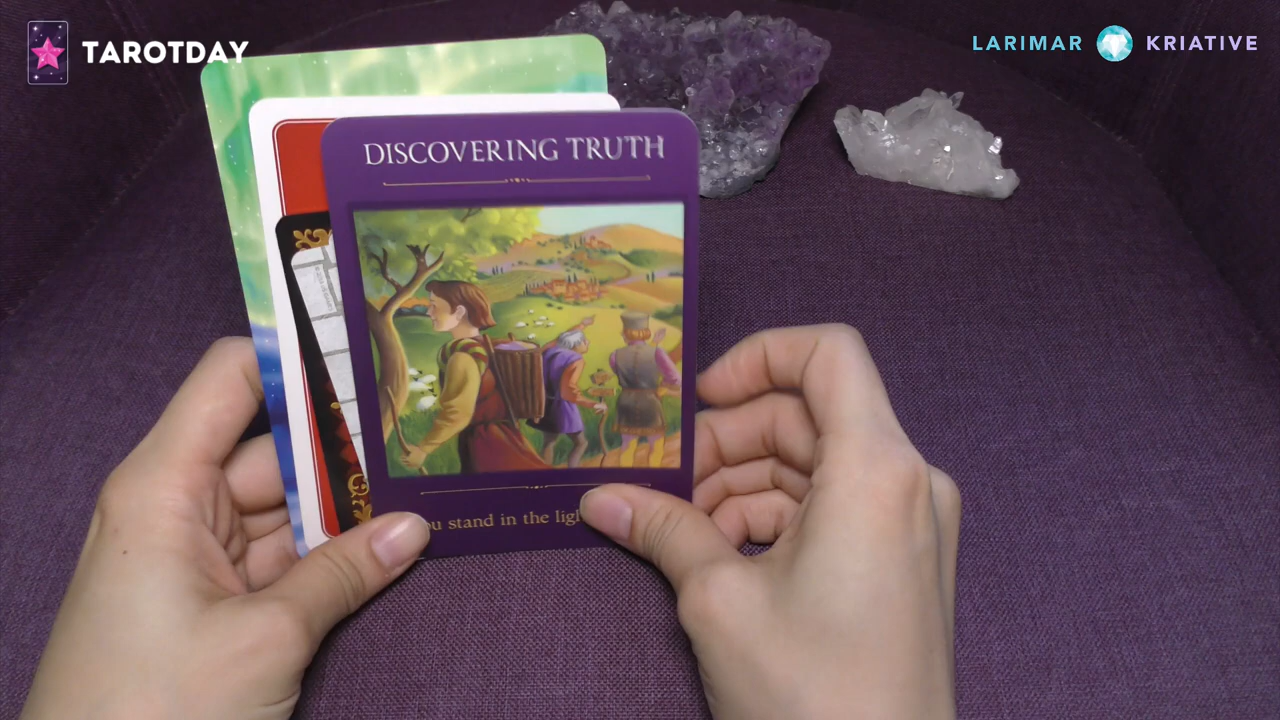 TAROTDAY
LARIMAR KRIATIVE
DISCOVERING TRUTH
stand in the